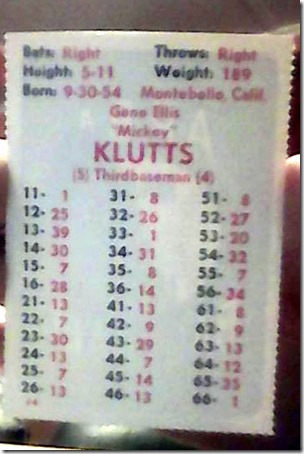 Bats: Right Throws: Right
Height: 5-11 Weight: 189
Born: 9-30-54 Montebello, Calif.
Gene Ellis
"Mickey"
KLUTTS
(5) Thirdbaseman (4)
11- 1 31- 8 51- 8
12- 25 32- 26 52- 27
13- 39 33- 1 53- 20
14- 30 34- 31 54- 32
15- 7 35- 8 55- 7
16- 28 36- 14 56- 34
21- 13 41- 13 61- 8
22- 7 42- 9 62- 9
23- 30 43- 29 63- 13
24- 13 44- 7 64- 12
25- 7 45- 14 65- 35
26- 13 46- 13 66- 1